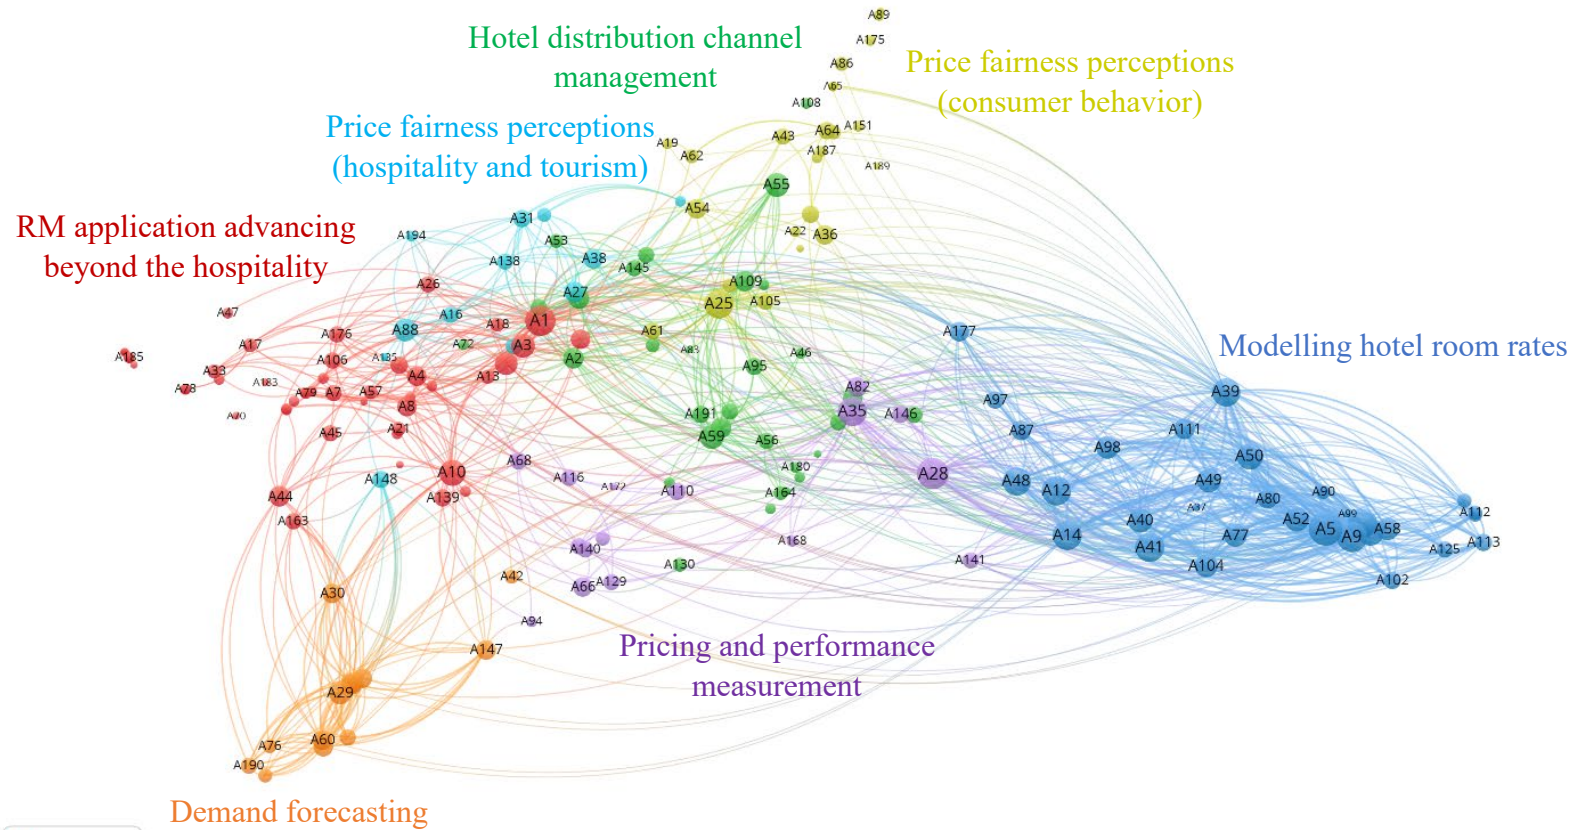 A89
Hotel distribution channel
management
A175
Price fairness perceptions
(consumer behavior)
A86
A65
A108
Price fairness perceptions
(hospitality and tourism)
A19
A62
A43
A64
A151
A187
A189
A55
RM application advancing
beyond the hospitality
A31
A54
A194
A53
A22
A36
A138
A38
A145
A26
A27
A109
A25
A105
A47
A16
A18
A1
A176
A88
A61
A177
A17
A72
A3
A83
A46
Modelling hotel room rates
A185
A106
A135
A2
A95
A33
A4
A13
A78
A183
A79
A7
A57
A82
A39
A70
A8
A191
A35
A146
A97
A45
A21
A59
A56
A87
A111
A98
A50
A68
A180
A10
A148
A116
A172
A110
A164
A28
A48
A12
A49
A90
A80
A44
A139
A37
A99
A112
A163
A40
A52
A5
A9
A58
A14
A77
A140
A168
A41
A125
A113
A141
A104
A130
A42
A66
A129
A102
A30
A94
A147
Pricing and performance
measurement
A29
A76
A60
A190
Demand forecasting